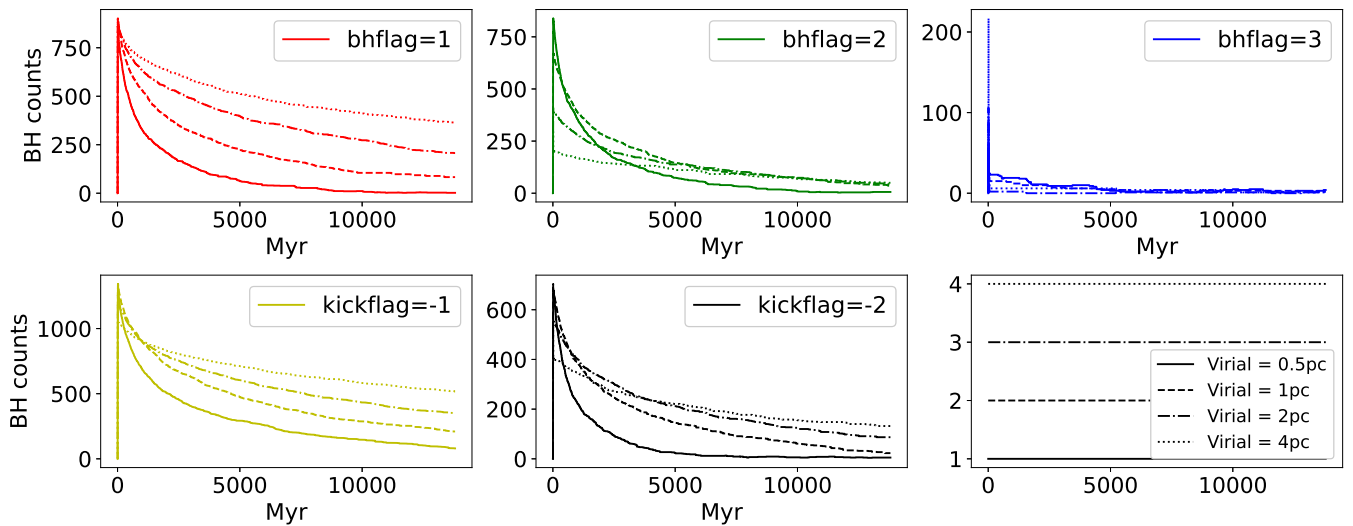 bhflag=1
BH counts
750
500
250
0
0
5000
10000
Myr
bhflag=2
750
500
250
0
0
5000
10000
Myr
bhflag=3
200
100
0
0
5000
10000
Myr
kickflag=-1
BH counts
1000
500
0
0
5000
10000
Myr
kickflag=-2
600
400
200
0
0
5000
10000
Myr
4
3
2
1
Virial = 0.5pc
Virial = 1pc
Virial = 2pc
Virial = 4pc
0
5000
10000
Myr